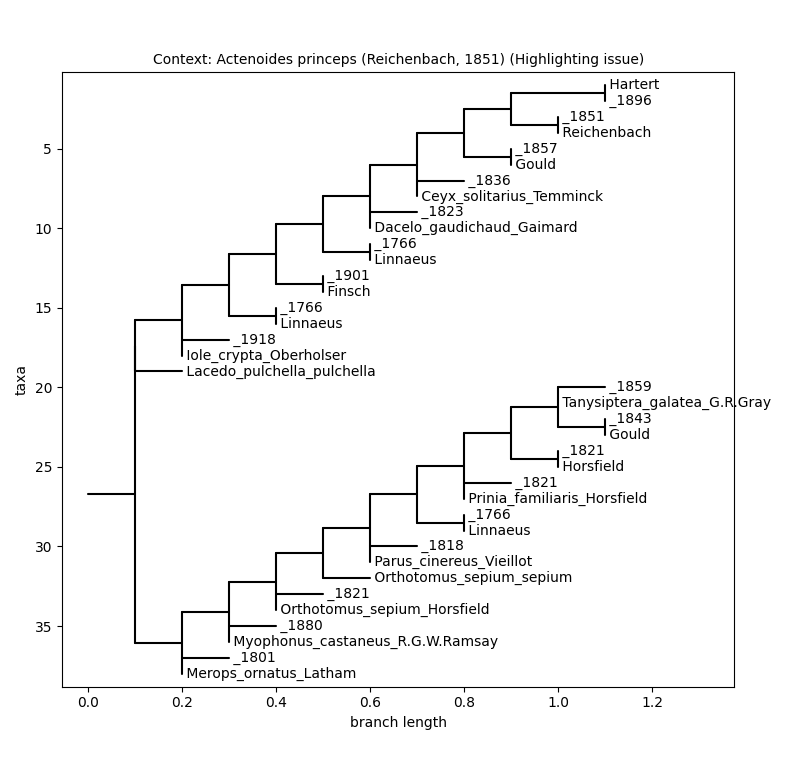 Context: Actenoides princeps (Reichenbach, 1851) (Highlighting issue)
Hartert
_1896
_1851
Reichenbach
_1857
Gould
_1836
Ceyx_solitarius_Temminck
_1823
Dacelo_gaudichaud_Gaimard
_1766
Linnaeus
_1901
Finsch
_1766
Linnaeus
_1918
Iole_crypta_Oberholser
Lacedo_pulchella_pulchella
_1859
Tanysiptera_galatea_G.R.Gray
_1843
Gould
_1821
Horsfield
_1821
Prinia_familiaris_Horsfield
_1766
Linnaeus
_1818
Parus_cinereus_Vieillot
Orthotomus_sepium_sepium
_1821
Orthotomus_sepium_Horsfield
_1880
Myophonus_castaneus_R.G.W.Ramsay
_1801
Merops_ornatus_Latham
5
10
15
20
25
30
35
taxa
0.0 0.2 0.4 0.6 0.8 1.0 1.2
branch length